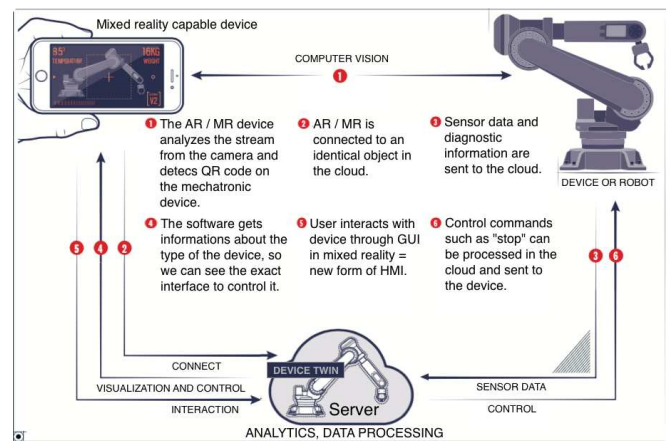 Mixed reality capable device
16KG
WEIGHT
V2
COMPUTER VISION
1
DEVICE OR ROBOT
1 The AR / MR device
analyzes the stream
from the camera and
detecs QR code on
the mechatronic
device.
2 AR / MR is
connected to an
identical object in
the cloud.
3 Sensor data and
diagnostic
information are
sent to the cloud.
4 The software gets
informations about the
type of the device, so
we can see the exact
interface to control it.
5 User interacts with
device through GUI
in mixed reality =
new form of HMI.
6 Control commands
such as "stop" can
be processed in the
cloud and sent to
the device.
5 4 2
3 6
CONNECT
VISUALIZATION AND CONTROL
INTERACTION
DEVICE TWIN
Server
SENSOR DATA
CONTROL
ANALYTICS, DATA PROCESSING